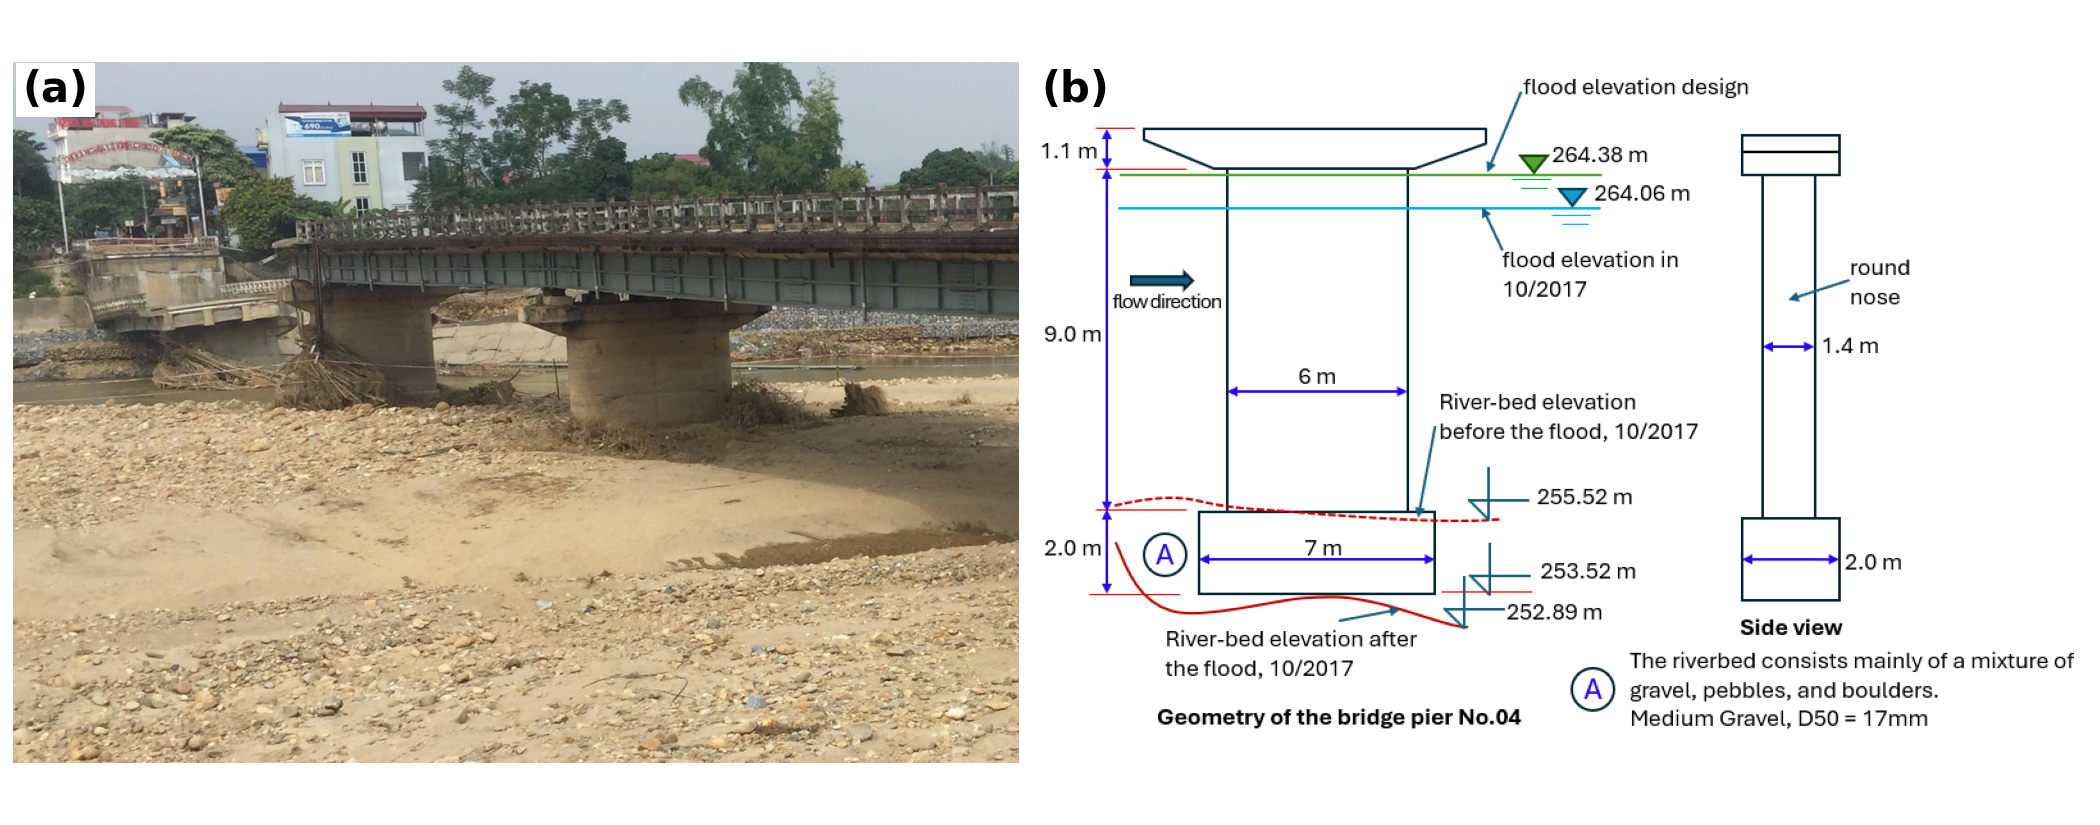 (a)
690
(b)
flood elevation design
1.1 m
264.38 m
264.06 m
flood elevation in
10/2017
flow direction
round
nose
9.0 m
1.4 m
6 m
River-bed elevation
before the flood, 10/2017
255.52 m
2.0 m
A
7 m
253.52 m
2.0 m
252.89 m
River-bed elevation after
the flood, 10/2017
Side view
Geometry of the bridge pier No.04
A
The riverbed consists mainly of a mixture of
gravel, pebbles, and boulders.
Medium Gravel, D50 = 17mm